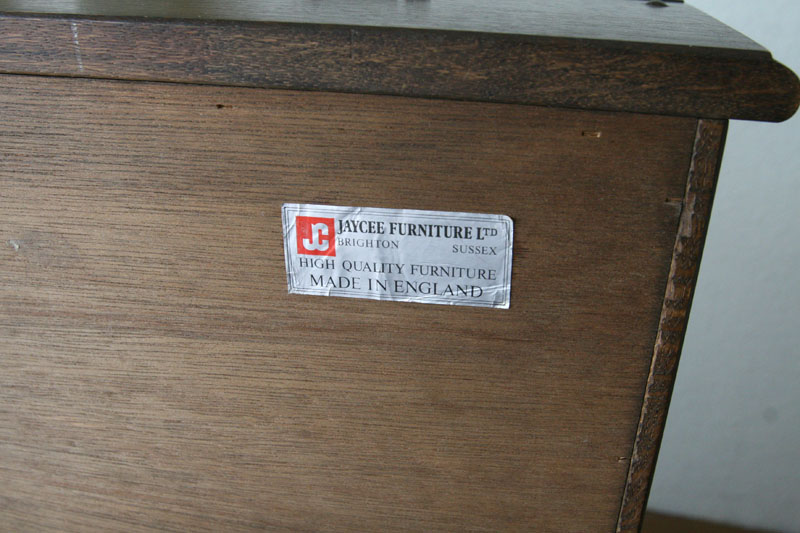 JC JAYCEE FURNITURE LTD
BRIGHTON SUSSEX
HIGH QUALITY FURNITURE
MADE IN ENGLAND